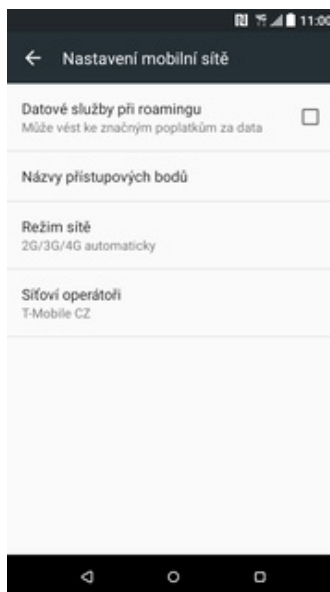 11:00
Nastavení mobilní sítě
Datové služby při roamingu
Může vést ke značným poplatkům za data
Názvy přístupových bodů
Režim sítě
2G/3G/4G automaticky
Síťoví operátoři
T-Mobile CZ